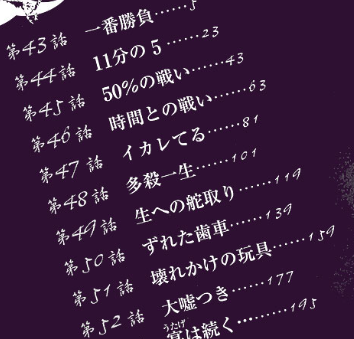 第43話 一番勝負……5
第44話 11分の5……23
第45話 50%の戦い……43
第46話 時間との戦い……63
第47話 イカレてる……81
第48話 多殺一生……101
第49話 生への舵取り……119
第50話 ずれた歯車……139
第51話 壊れかけの玩具……159
第52話 大嘘つき……177
うたげ
宴は続く……195